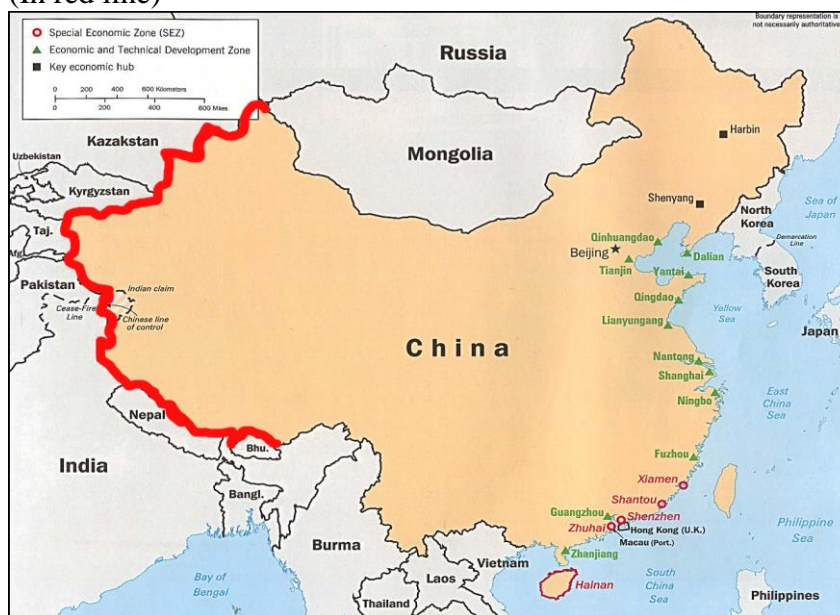 (In red line)
Boundary representation is
not necessarily authoritative
Special Economic Zone (SEZ)
Economic and Technical Development Zone
Key economic hub
0 200 400 600 Kilometers
0 200 400 600 Miles
Russia
Kazakstan
Mongolia
Harbin
Uzbekistan
Kyrgyzstan
Shenyang
North
Korea
Sea of
Japan
Taj.
Qinhuangdao
Demarcation
Line
Beijing
Dalian
Afg.
Tianjin
Yantai
South
Korea
Pakistan
Indian claim
Cease-Fire
Line
Chinese line
of control
Qingdao
Yellow
Sea
Lianyungang
Japan
China
Nantong
Shanghai
East
China
Sea
Ningbo
Nepal
Bhu.
India
Fuzhou
Xiamen
Bangl.
Shantou
Guangzhou
Shenzhen
Zhuhai
Hong Kong (U.K.)
Macau (Port.)
Philippine
Sea
Burma
Zhanjiang
Vietnam
Laos
Hainan
South
China
Sea
Bay of
Bengal
Thailand
Philippines